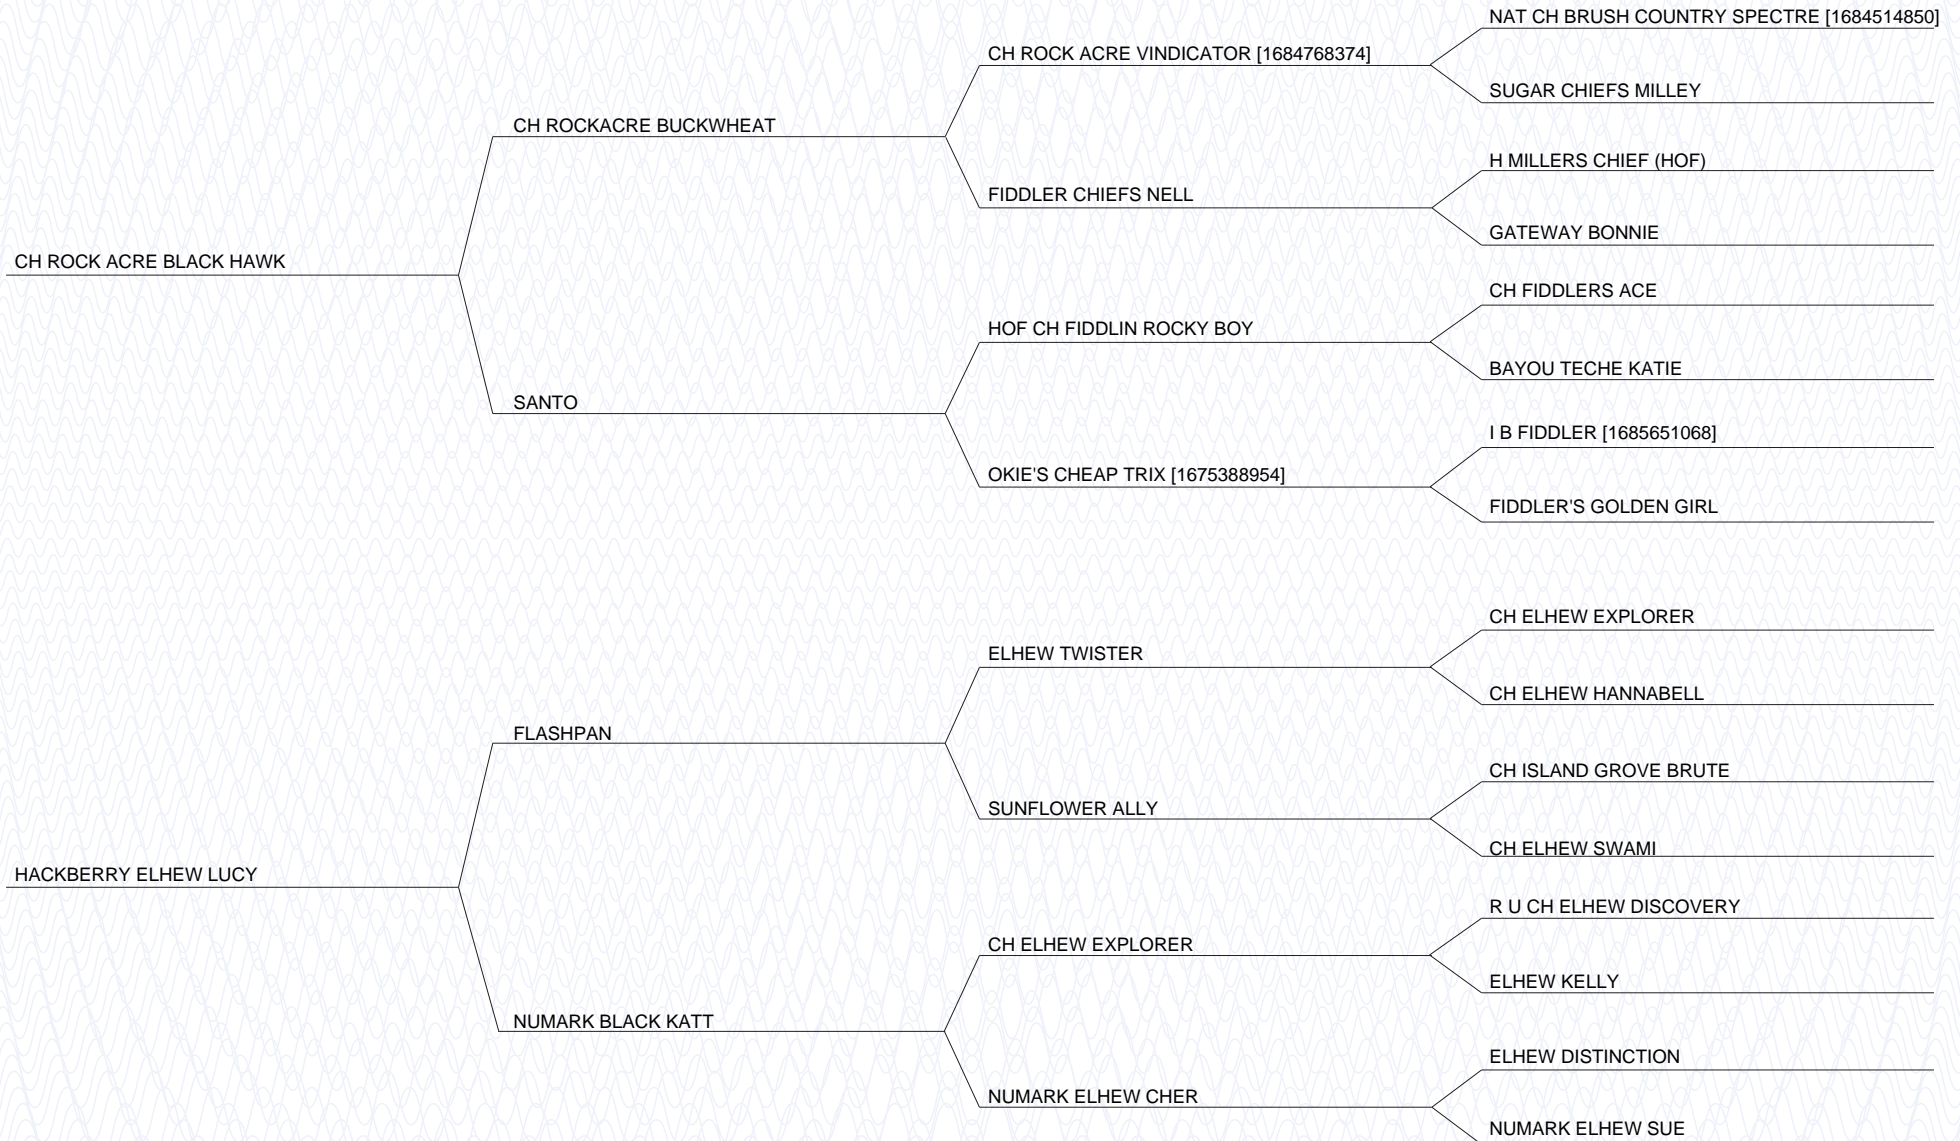 NAT CH BRUSH COUNTRY SPECTRE [1684514850]
CH ROCK ACRE VINDICATOR [1684768374]
SUGAR CHIEFS MILLEY
CH ROCKACRE BUCKWHEAT
H MILLERS CHIEF (HOF)
FIDDLER CHIEFS NELL
GATEWAY BONNIE
CH ROCK ACRE BLACK HAWK
CH FIDDLERS ACE
HOF CH FIDDLIN ROCKY BOY
BAYOU TECHE KATIE
SANTO
I B FIDDLER [1685651068]
OKIE'S CHEAP TRIX [1675388954]
FIDDLER'S GOLDEN GIRL
CH ELHEW EXPLORER
ELHEW TWISTER
CH ELHEW HANNABELL
FLASHPAN
CH ISLAND GROVE BRUTE
SUNFLOWER ALLY
CH ELHEW SWAMI
HACKBERRY ELHEW LUCY
R U CH ELHEW DISCOVERY
CH ELHEW EXPLORER
ELHEW KELLY
NUMARK BLACK KATT
ELHEW DISTINCTION
NUMARK ELHEW CHER
NUMARK ELHEW SUE